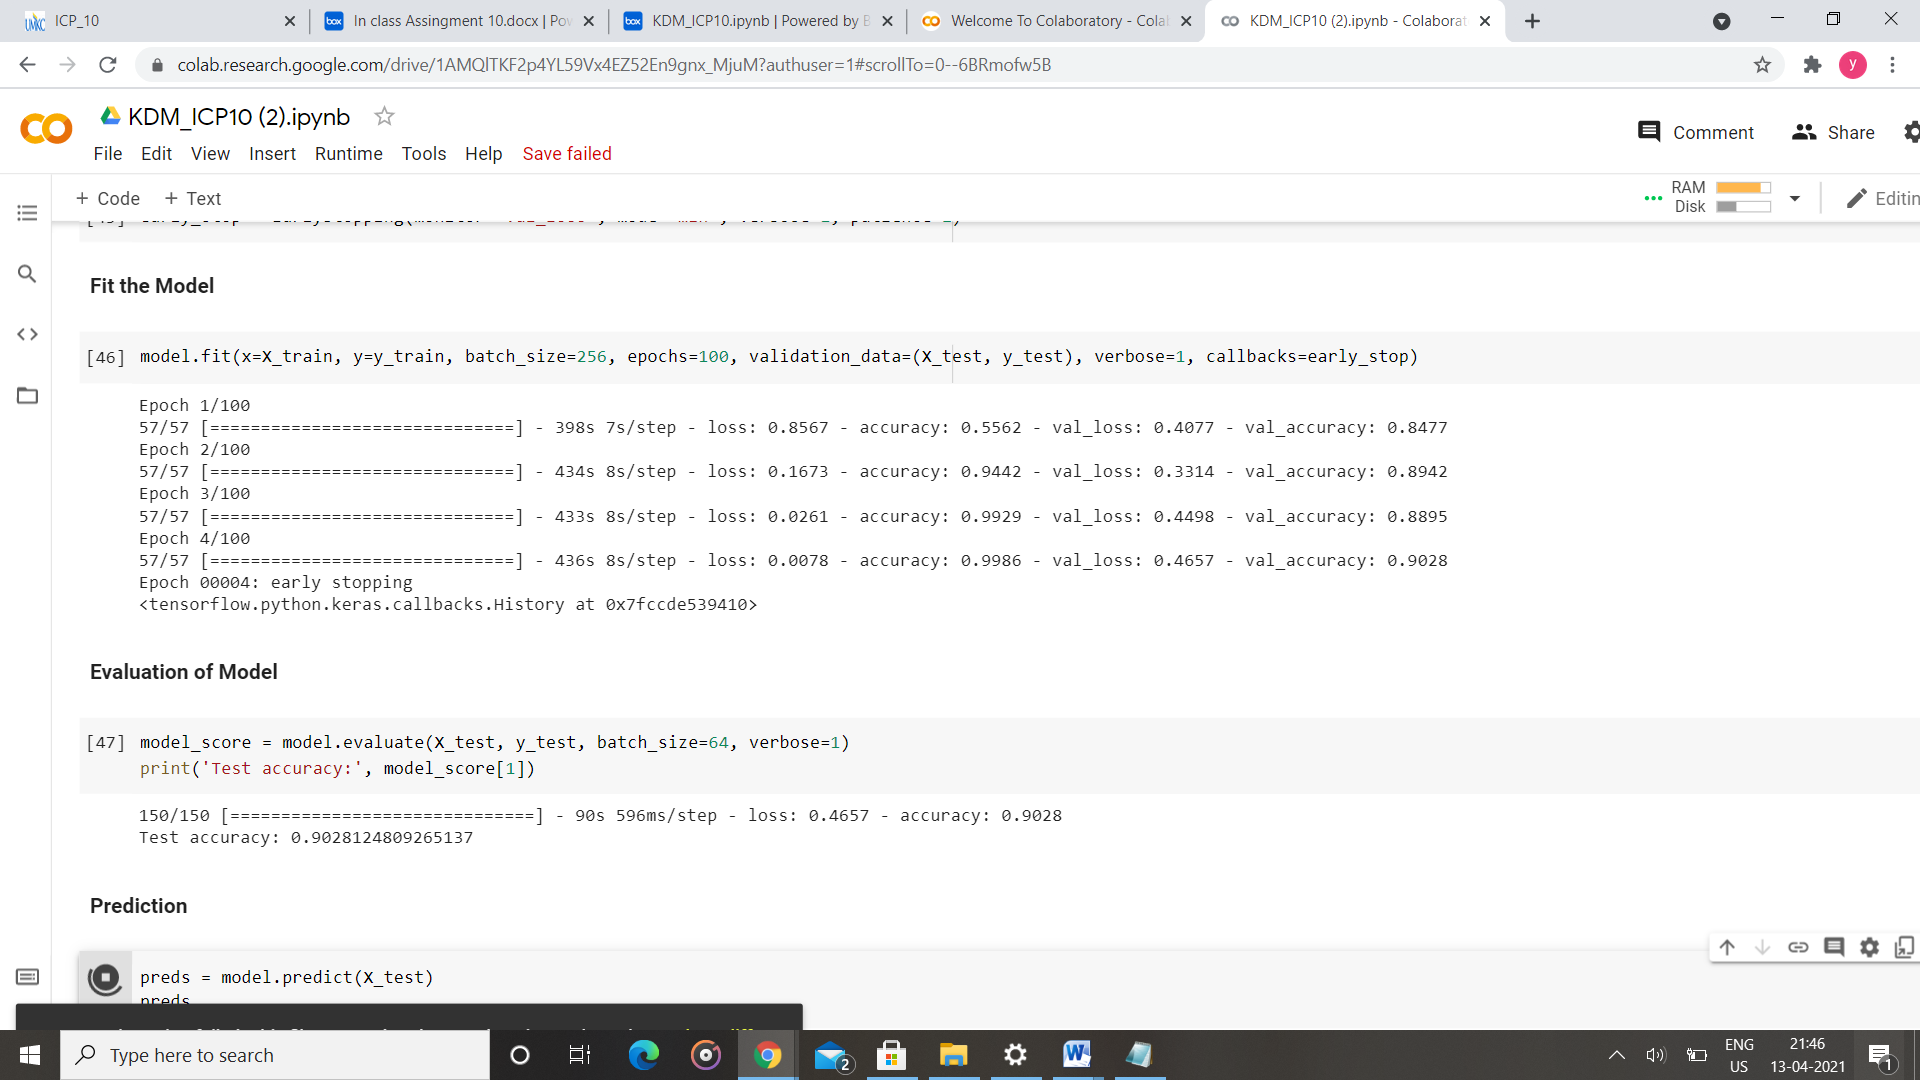 ICP_10
In class Assingment 10.docx | Pow
KDM_ICP10.ipynb | Powered by B
Welcome To Colaboratory - Colab
KDM_ICP10 (2).ipynb - Colaborat
colab.research.google.com/drive/1AMQlTKF2p4YL59Vx4EZ52En9gnx_MjuM?authuser=1#scrollTo=0--6BRmofw5B
y
KDM_ICP10 (2).ipynb
Comment
Share
File Edit View Insert Runtime Tools Help Save failed
+ Code + Text
RAM
Disk
Editin
Fit the Model
[46] model.fit(x=X_train, y=y_train, batch_size=256, epochs=100, validation_data=(X_test, y_test), verbose=1, callbacks=early_stop)
Epoch 1/100
57/57 [==============================] - 398s 7s/step - loss: 0.8567 - accuracy: 0.5562 - val_loss: 0.4077 - val_accuracy: 0.8477
Epoch 2/100
57/57 [==============================] - 434s 8s/step - loss: 0.1673 - accuracy: 0.9442 - val_loss: 0.3314 - val_accuracy: 0.8942
Epoch 3/100
57/57 [==============================] - 433s 8s/step - loss: 0.0261 - accuracy: 0.9929 - val_loss: 0.4498 - val_accuracy: 0.8895
Epoch 4/100
57/57 [==============================] - 436s 8s/step - loss: 0.0078 - accuracy: 0.9986 - val_loss: 0.4657 - val_accuracy: 0.9028
Epoch 00004: early stopping
<tensorflow.python.keras.callbacks.History at 0x7fccde539410>
Evaluation of Model
[47] model_score = model.evaluate(X_test, y_test, batch_size=64, verbose=1)
print('Test accuracy:', model_score[1])
150/150 [==============================] - 90s 596ms/step - loss: 0.4657 - accuracy: 0.9028
Test accuracy: 0.9028124809265137
Prediction
preds = model.predict(X_test)
preds
Type here to search
2
ENG
US
21:46
13-04-2021
1